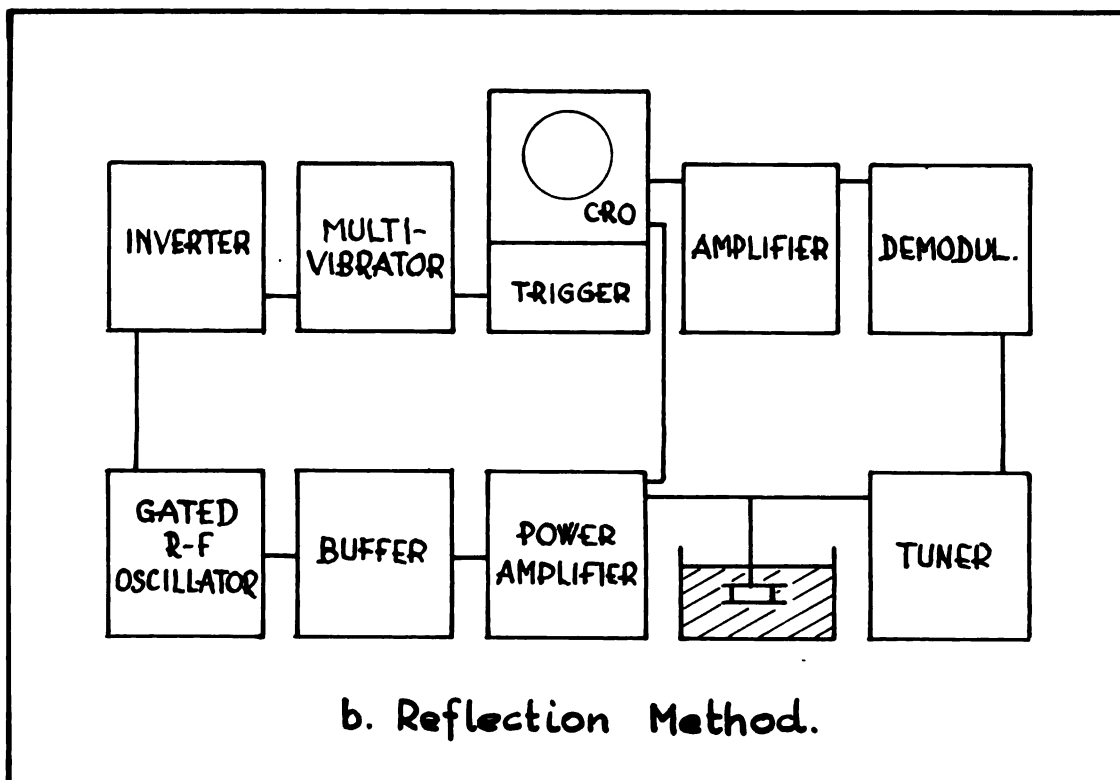 INVERTER
MULTI-
VIBRATOR
CRO
TRIGGER
AMPLIFIER
DEMODUL.
GATED
R-F
OSCILLATOR
BUFFER
POWER
AMPLIFIER
TUNER
b. Reflection Method.